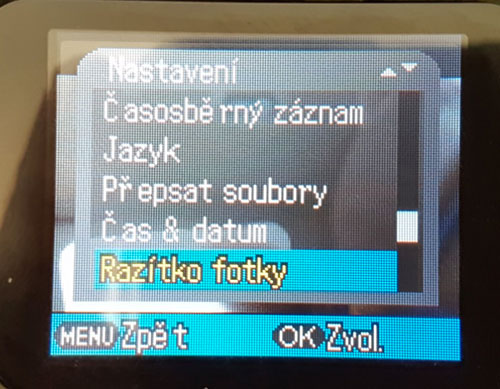 Nastavení
Časosběrný záznam
Jazyk
Přepsat soubory
Čas & datum
Razítko fotky
MENU Zpět OK Zvol.